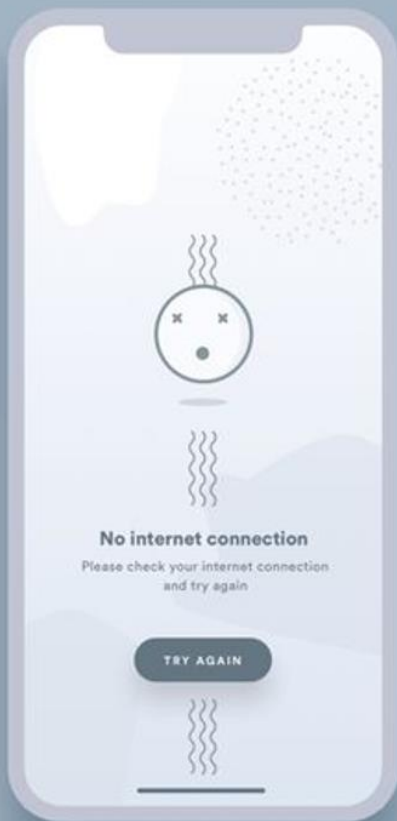 No internet connection
Please check your internet connection
and try again
TRY AGAIN